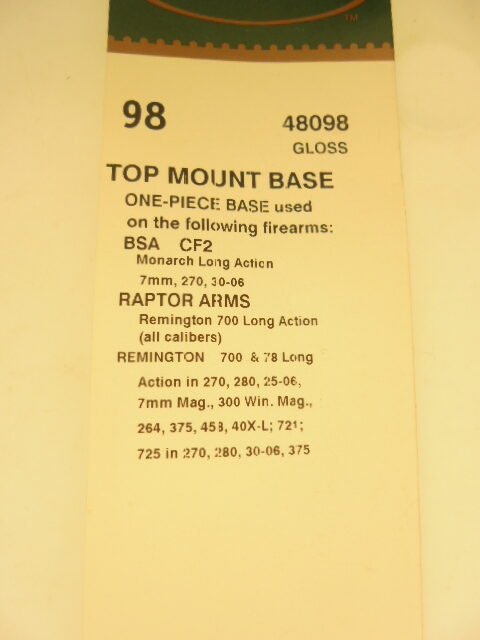 TM
98 48098
GLOSS
TOP MOUNT BASE
ONE-PIECE BASE used
on the following firearms:
BSA CF2
Monarch Long Action
7mm, 270, 30-06
RAPTOR ARMS
Remington 700 Long Action
(all calibers)
REMINGTON 700 & 78 Long
Action in 270, 280, 25-06,
7mm Mag., 300 Win. Mag.,
264, 375, 458, 40X-L; 721;
725 in 270, 280, 30-06, 375